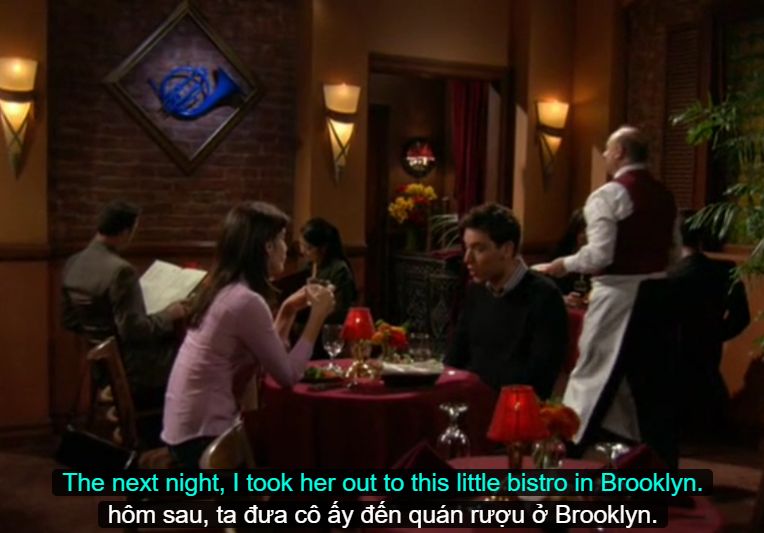 The next night, I took her out to this little bistro in Brooklyn.
hôm sau, ta đưa cô ấy đến quán rượu ở Brooklyn.